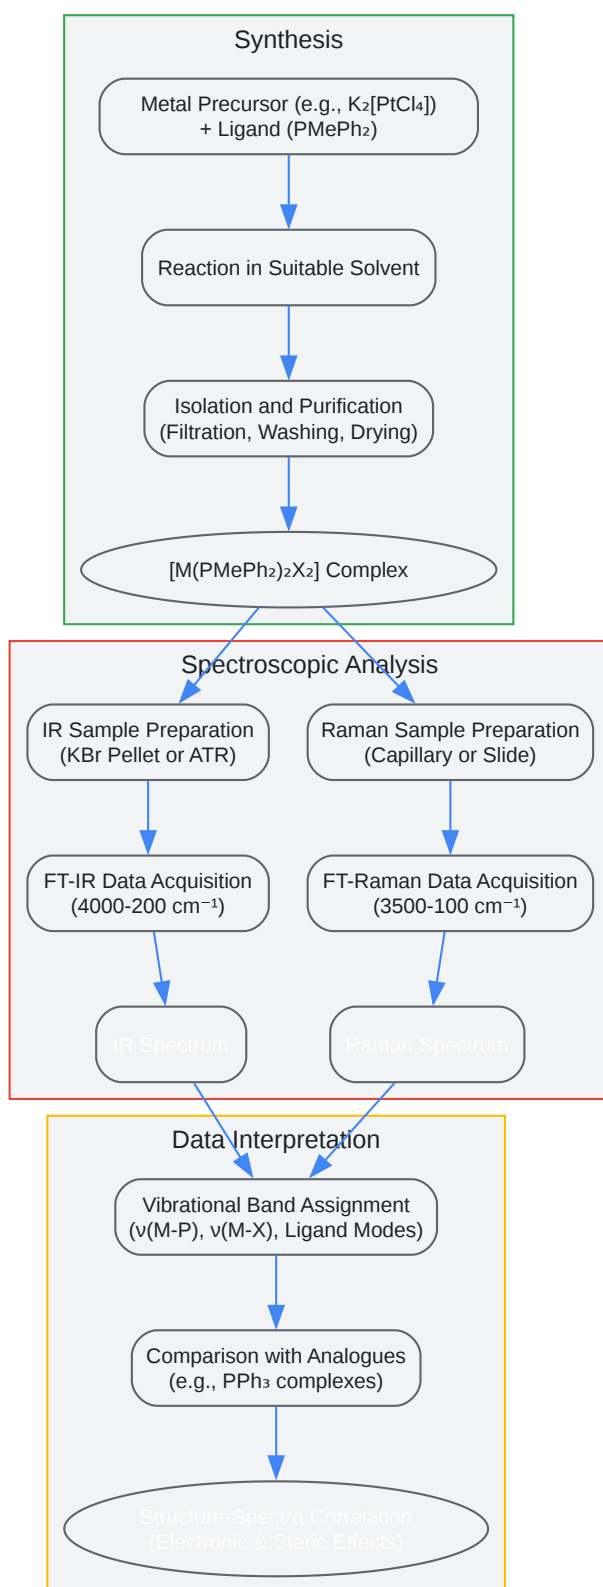 Synthesis
Metal Precursor (e.g., K₂[PtCl₄])
+ Ligand (PMePh₂)
Reaction in Suitable Solvent
Isolation and Purification
(Filtration, Washing, Drying)
[M(PMePh₂)₂X₂] Complex
Spectroscopic Analysis
IR Sample Preparation
(KBr Pellet or ATR)
Raman Sample Preparation
(Capillary or Slide)
FT-IR Data Acquisition
(4000-200 cm⁻¹)
FT-Raman Data Acquisition
(3500-100 cm⁻¹)
IR Spectrum
Raman Spectrum
Data Interpretation
Vibrational Band Assignment
(ν(M-P), ν(M-X), Ligand Modes)
Comparison with Analogues
(e.g., PPh₃ complexes)
Structure-Spectra Correlation
(Electronic & Steric Effects)